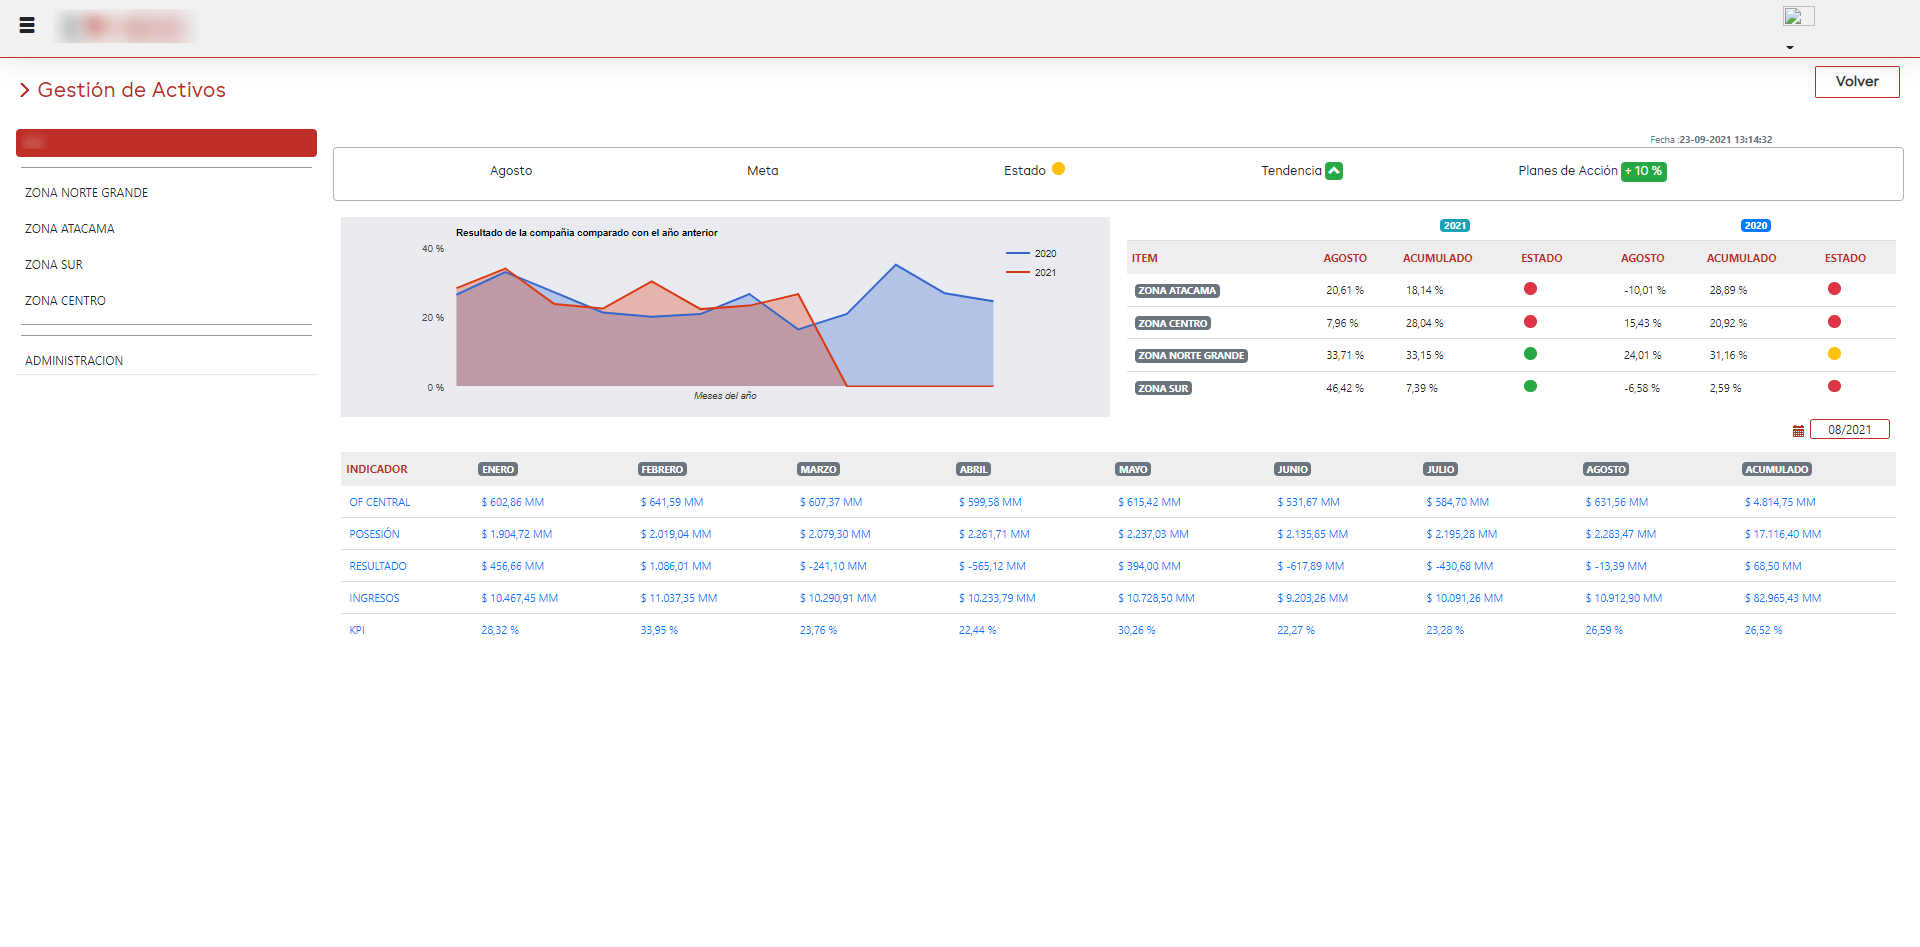 Gestión de Activos
Volver
Fecha :23-09-2021 13:14:32
Agosto Meta Estado Tendencia Planes de Acción + 10 %
ZONA NORTE GRANDE
ZONA ATACAMA
ZONA SUR
ZONA CENTRO
ADMINISTRACION
Resultado de la compañia comparado con el año anterior
40 %
20 %
0 %
Meses del año
2020
2021
2021 2020
ITEM AGOSTO ACUMULADO ESTADO AGOSTO ACUMULADO ESTADO
ZONA ATACAMA 20,61 % 18,14 % -10,01 % 28,89 %
ZONA CENTRO 7,96 % 28,04 % 15,43 % 20,92 %
ZONA NORTE GRANDE 33,71 % 33,15 % 24,01 % 31,16 %
ZONA SUR 46,42 % 7,39 % -6,58 % 2,59 %
08/2021
INDICADOR ENERO FEBRERO MARZO ABRIL MAYO JUNIO JULIO AGOSTO ACUMULADO
OF CENTRAL $ 602,86 MM $ 641,59 MM $ 607,37 MM $ 599,58 MM $ 615,42 MM $ 531,67 MM $ 584,70 MM $ 631,56 MM $ 4.814,75 MM
POSESIÓN $ 1.904,72 MM $ 2.019,04 MM $ 2.079,30 MM $ 2.261,71 MM $ 2.237,03 MM $ 2.135,85 MM $ 2.195,28 MM $ 2.283,47 MM $ 17.116,40 MM
RESULTADO $ 456,66 MM $ 1.086,01 MM $ -241,10 MM $ -565,12 MM $ 394,00 MM $ -617,89 MM $ -430,68 MM $ -13,39 MM $ 68,50 MM
INGRESOS $ 10.467,45 MM $ 11.037,35 MM $ 10.290,91 MM $ 10.233,79 MM $ 10.728,50 MM $ 9.203,26 MM $ 10.091,26 MM $ 10.912,90 MM $ 82.965,43 MM
KPI 28,32 % 33,95 % 23,76 % 22,44 % 30,26 % 22,27 % 23,28 % 26,59 % 26,52 %